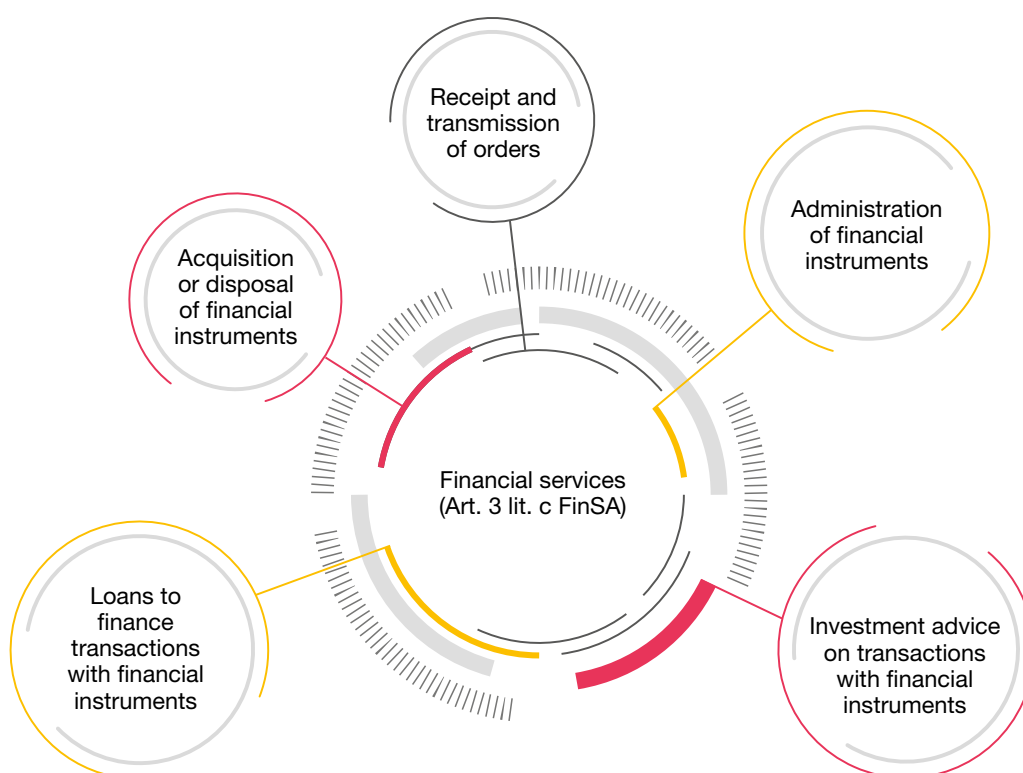 Receipt and
transmission
of orders
Administration
of financial
instruments
Acquisition
or disposal
of financial
instruments
Financial services
(Art. 3 lit. c FinSA)
Loans to
finance
transactions
with financial
instruments
Investment advice
on transactions
with financial
instruments